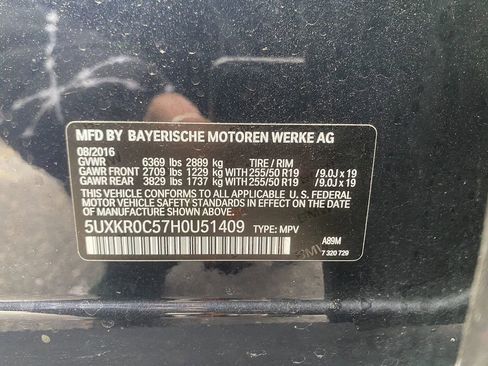 MFD BY BAYERISCHE MOTOREN WERKE AG
08/2016
GVWR 6369 lbs 2889 kg TIRE / RIM
GAWR FRONT 2709 lbs 1229 kg WITH 255/50 R19 /9.0J x 19
GAWR REAR 3829 lbs 1737 kg WITH 255/50 R19 /9.0J x 19
THIS VEHICLE CONFORMS TO ALL APPLICABLE U.S. FEDERAL
MOTOR VEHICLE SAFETY STANDARDS IN EFFECT ON THE
DATE OF MANUFACTURE SHOWN ABOVE.
5UXKR0C57H0U51409 TYPE: MPV
A89M
7 320 729